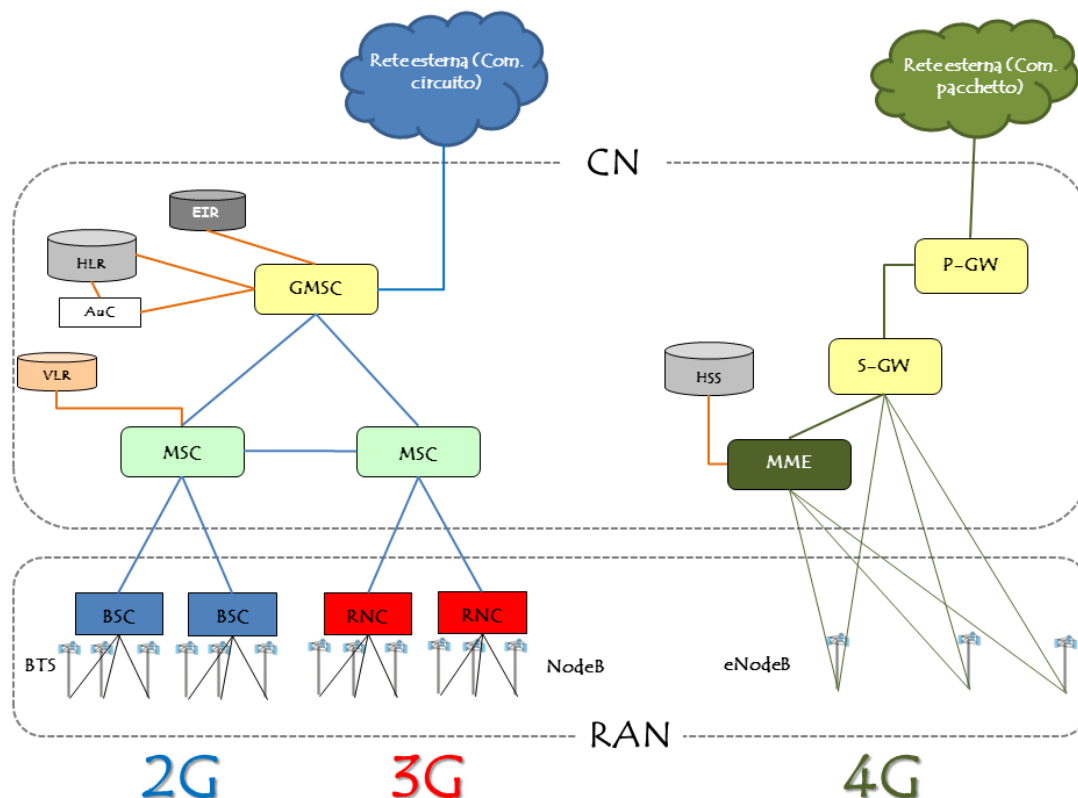 Rete esterna (Com.
circuito)
Rete esterna (Com.
pacchetto)
CN
EIR
HLR
AuC
GMSC
P-GW
VLR
S-GW
HSS
MSC
MSC
MME
BSC
BSC
RNC
RNC
BTS
NodeB
eNodeB
RAN
2G
3G
4G